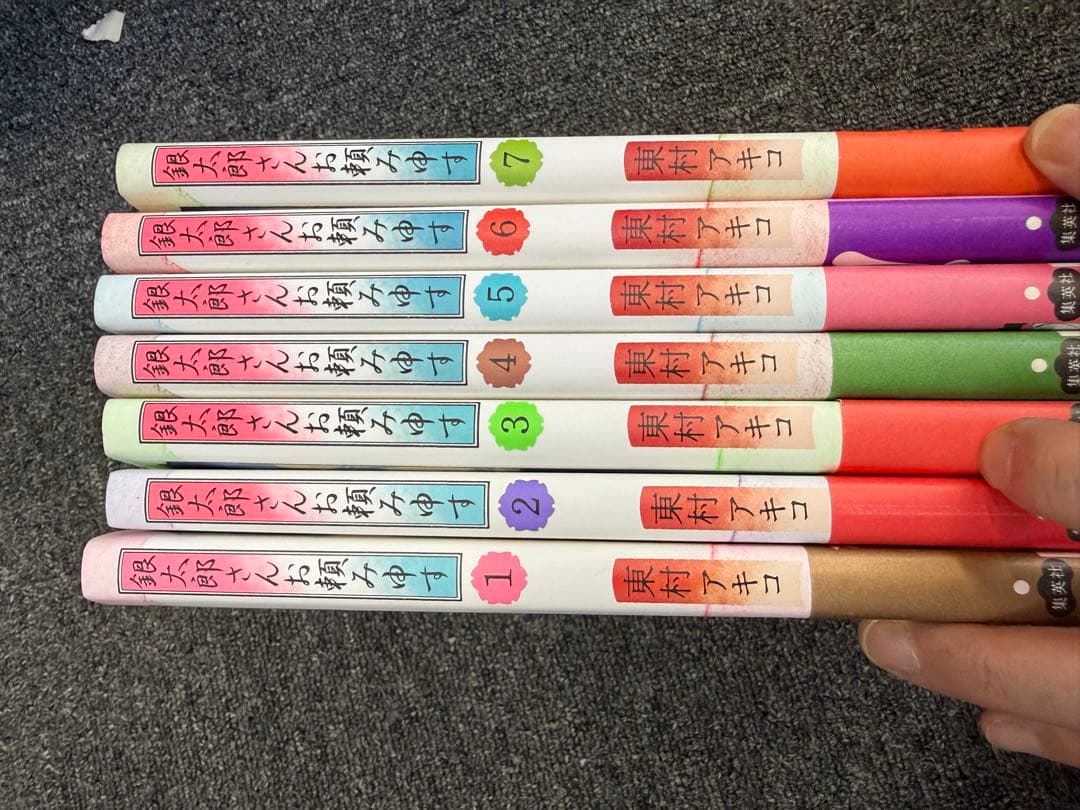 銀太郎さんお頼み申す 7 東村アキコ
銀太郎さんお頼み申す 6 東村アキコ 集英社
銀太郎さんお頼み申す 5 東村アキコ 集英社
銀太郎さんお頼み申す 4 東村アキコ 集英社
銀太郎さんお頼み申す 3 東村アキコ
銀太郎さんお頼み申す 2 東村アキコ
銀太郎さんお頼み申す 1 東村アキコ 集英社